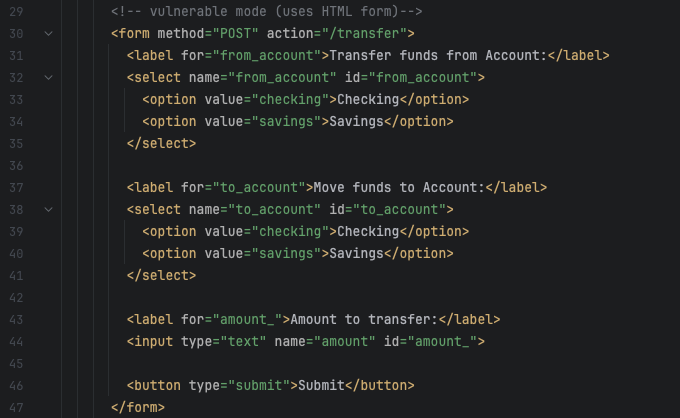 29 <!-- vulnerable mode (uses HTML form)-->
30 <form method="POST" action="/transfer">
31 <label for="from_account">Transfer funds from Account:</label>
32 <select name="from_account" id="from_account">
33 <option value="checking">Checking</option>
34 <option value="savings">Savings</option>
35 </select>
36
37 <label for="to_account">Move funds to Account:</label>
38 <select name="to_account" id="to_account">
39 <option value="checking">Checking</option>
40 <option value="savings">Savings</option>
41 </select>
42
43 <label for="amount_">Amount to transfer:</label>
44 <input type="text" name="amount" id="amount_">
45
46 <button type="submit">Submit</button>
47 </form>